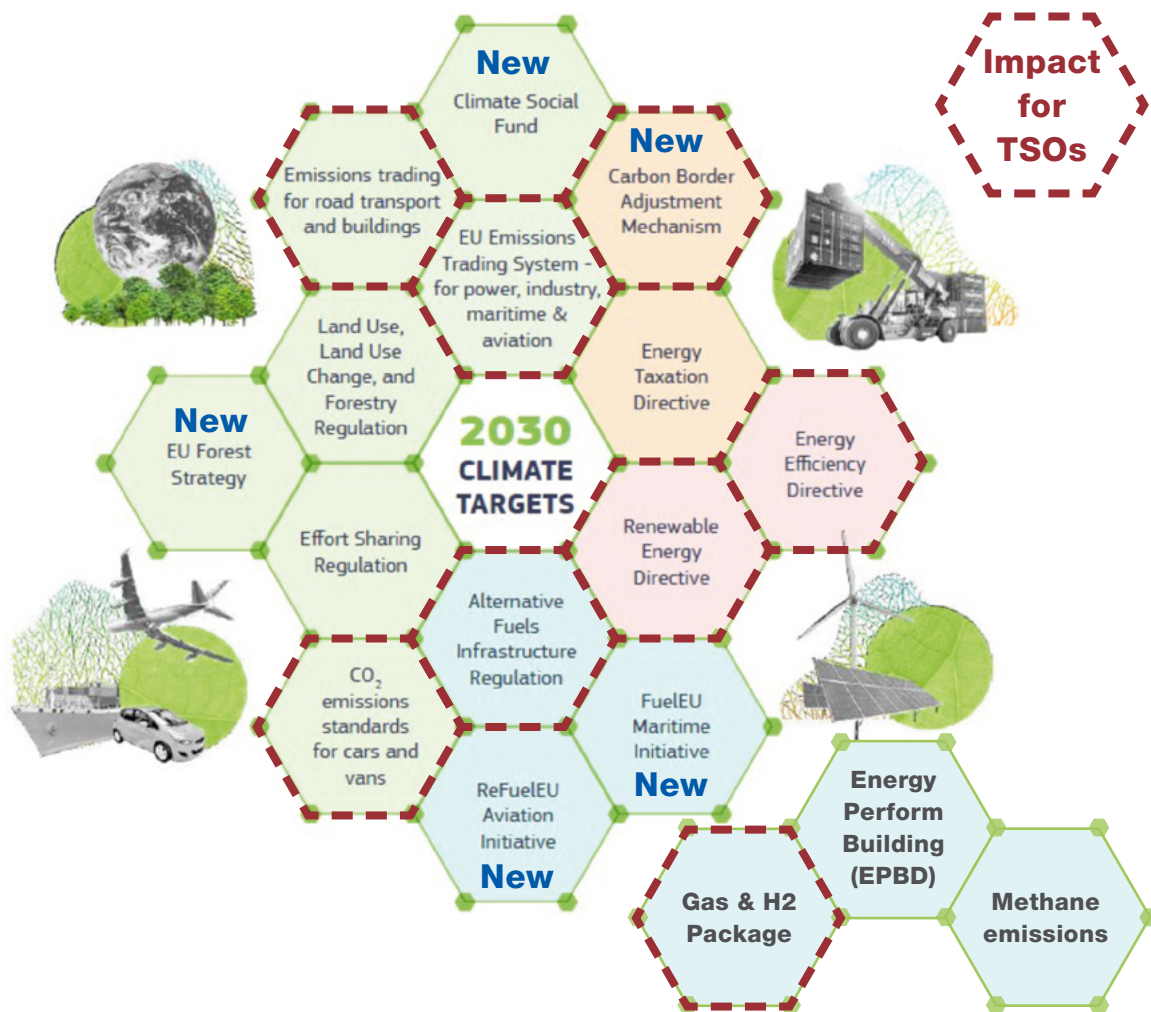 New
Climate Social
Fund
Impact
for
TSOs
Emissions trading
for road transport
and buildings
New
Carbon Border
Adjustment
Mechanism
EU Emissions
Trading System -
for power, industry,
maritime &
aviation
Land Use,
Land Use
Change, and
Forestry
Regulation
Energy
Taxation
Directive
New
EU Forest
Strategy
2030
CLIMATE
TARGETS
Energy
Efficiency
Directive
Effort Sharing
Regulation
Renewable
Energy
Directive
Alternative
Fuels
Infrastructure
Regulation
CO₂
emissions
standards
for cars and
vans
FuelEU
Maritime
Initiative
New
ReFuelEU
Aviation
Initiative
New
Energy
Perform
Building
(EPBD)
Gas & H2
Package
Methane
emissions